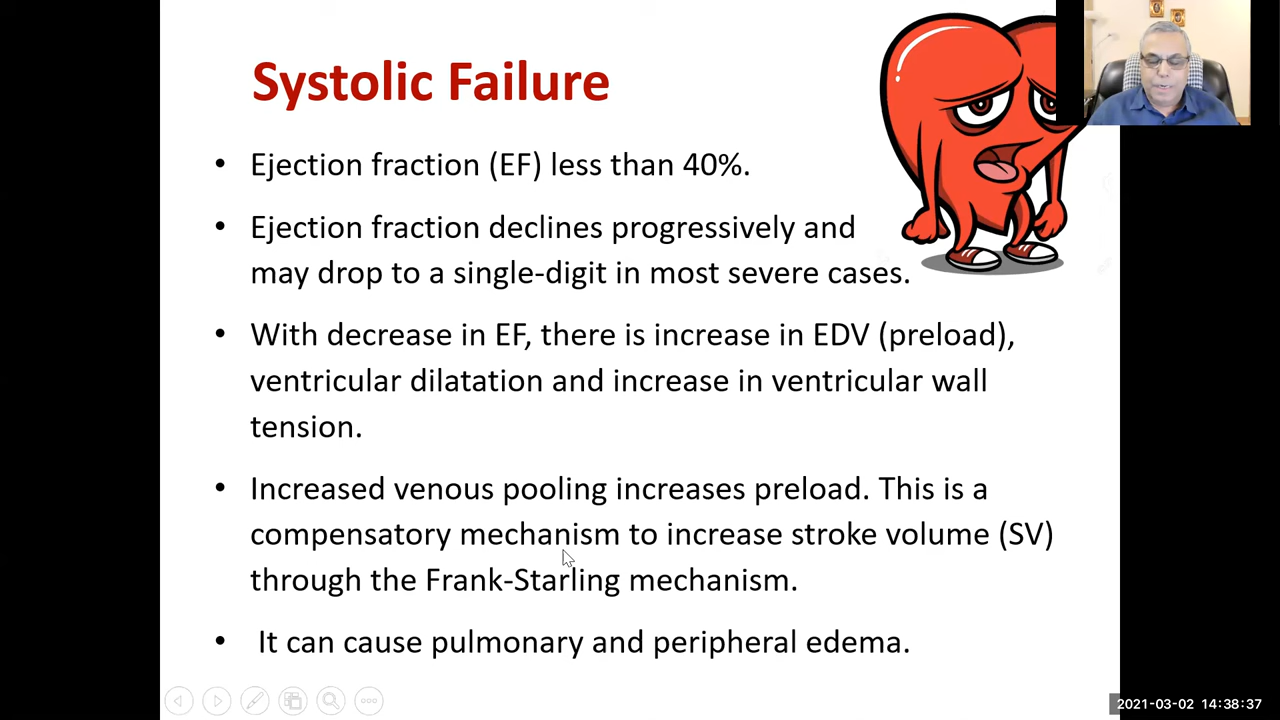 Systolic Failure
• Ejection fraction (EF) less than 40%.
• Ejection fraction declines progressively and
may drop to a single-digit in most severe cases.
• With decrease in EF, there is increase in EDV (preload),
ventricular dilatation and increase in ventricular wall
tension.
• Increased venous pooling increases preload. This is a
compensatory mechanism to increase stroke volume (SV)
through the Frank-Starling mechanism.
• It can cause pulmonary and peripheral edema.
2021-03-02 14:38:37